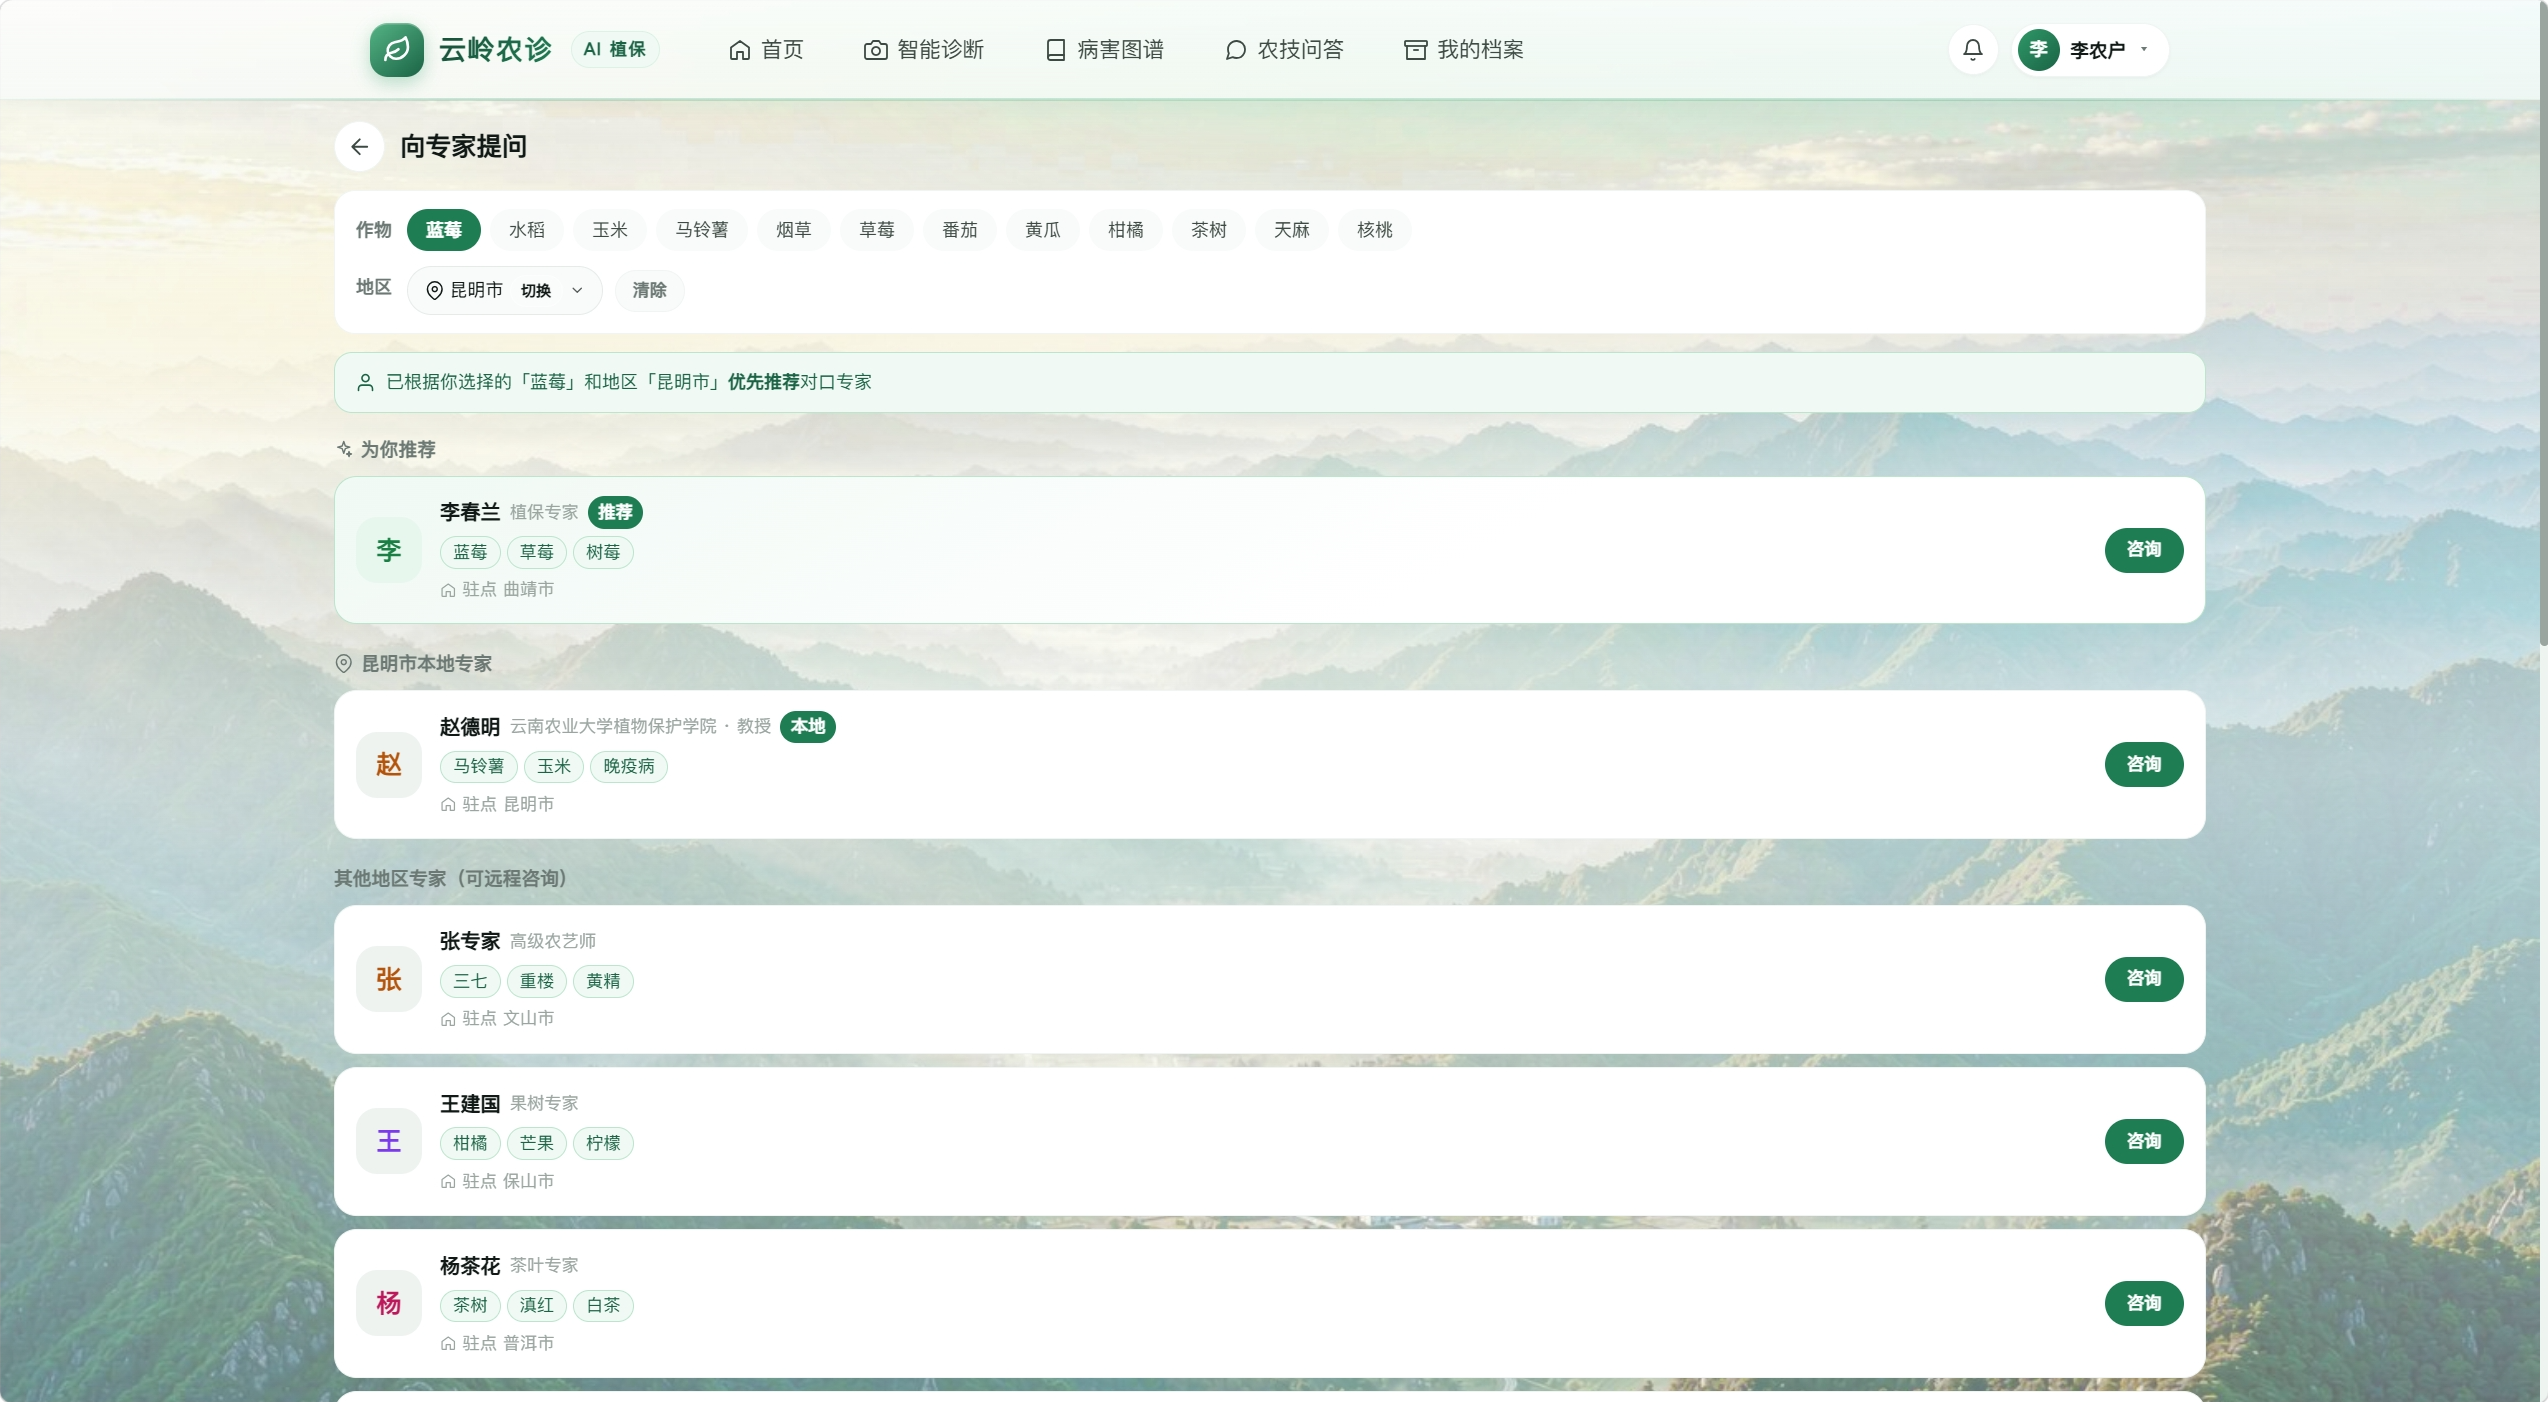 云岭农诊 AI 植保 首页 智能诊断 病害图谱 农技问答 我的档案 李 李农户
向专家提问
作物 蓝莓 水稻 玉米 马铃薯 烟草 草莓 番茄 黄瓜 柑橘 茶树 天麻 核桃
地区 昆明市 切换 清除
已根据你选择的「蓝莓」和地区「昆明市」优先推荐对口专家
为你推荐
李春兰 植保专家 推荐
李 蓝莓 草莓 树莓 咨询
驻点 曲靖市
昆明市本地专家
赵德明 云南农业大学植物保护学院 · 教授 本地
赵 马铃薯 玉米 晚疫病 咨询
驻点 昆明市
其他地区专家（可远程咨询）
张专家 高级农艺师
张 三七 重楼 黄精 咨询
驻点 文山市
王建国 果树专家
王 柑橘 芒果 柠檬 咨询
驻点 保山市
杨茶花 茶叶专家
杨 茶树 滇红 白茶 咨询
驻点 普洱市